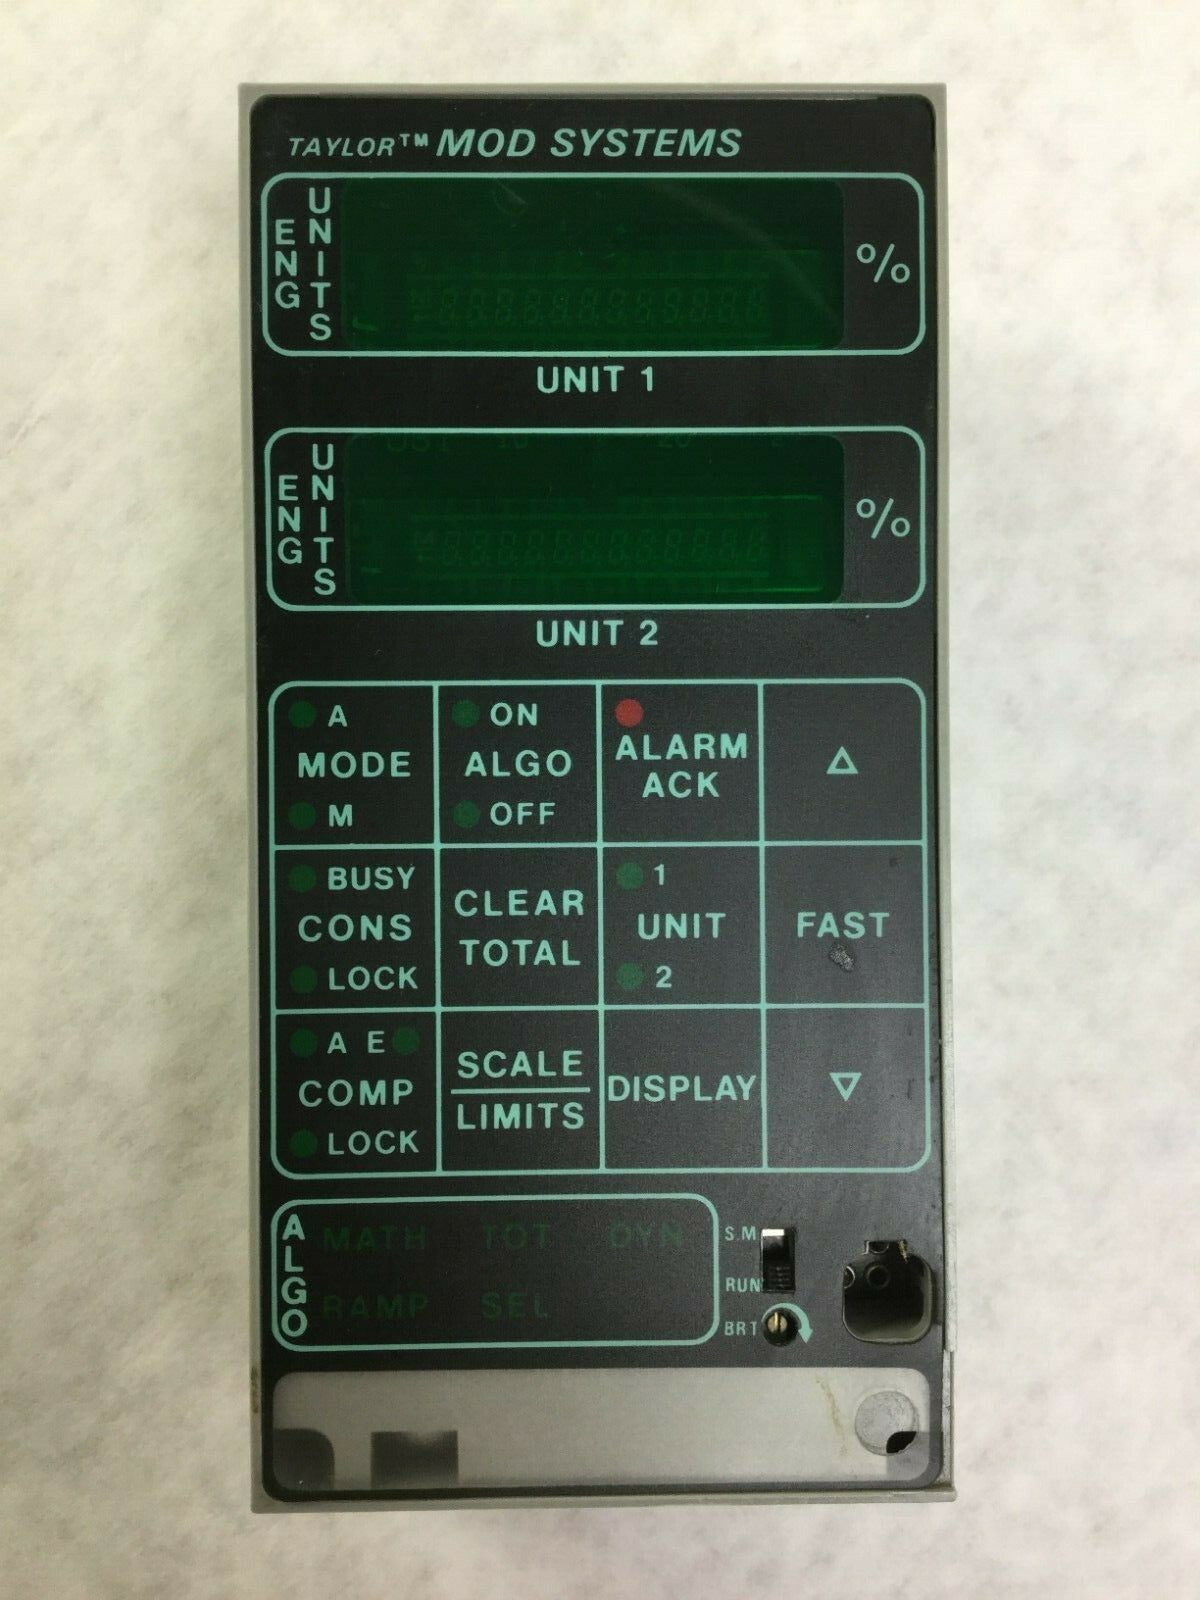 TAYLOR™ MOD SYSTEMS
ENG UNITS
%
UNIT 1
ENG UNITS
%
UNIT 2
A
MODE
M
ON
ALGO
OFF
ALARM
ACK
△
BUSY
CONS
LOCK
CLEAR
TOTAL
1
UNIT
2
FAST
A E
COMP
LOCK
SCALE
LIMITS
DISPLAY
▽
ALGO
MATH TOT DYN
RAMP SEL
S.M
RUN
BRT